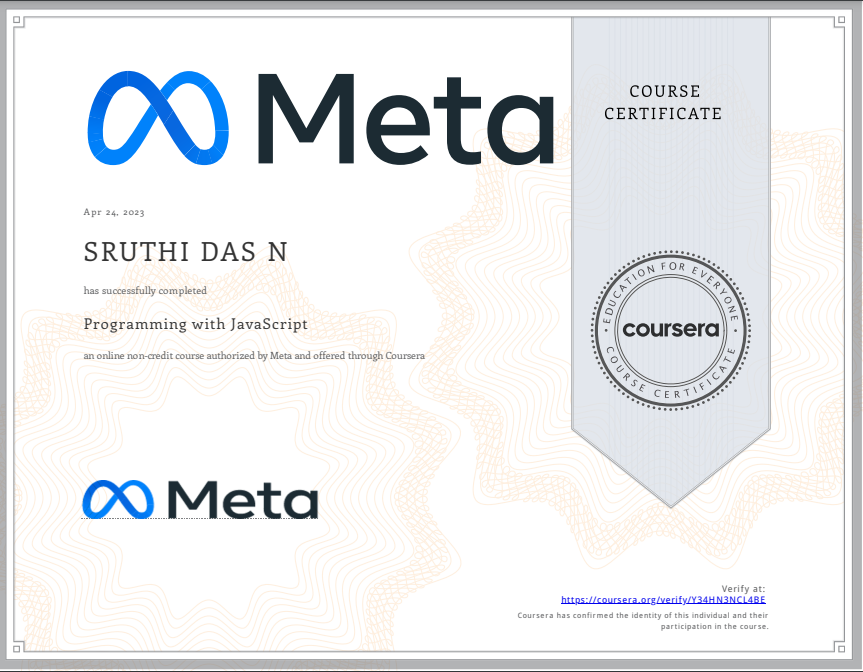 Meta
COURSE
CERTIFICATE
Apr 24, 2023
SRUTHI DAS N
has successfully completed
Programming with JavaScript
an online non-credit course authorized by Meta and offered through Coursera
EDUCATION FOR EVERYONE
coursera
COURSE CERTIFICATE
Meta
Verify at:
https://coursera.org/verify/Y34HN3NCL4BE
Coursera has confirmed the identity of this individual and their
participation in the course.